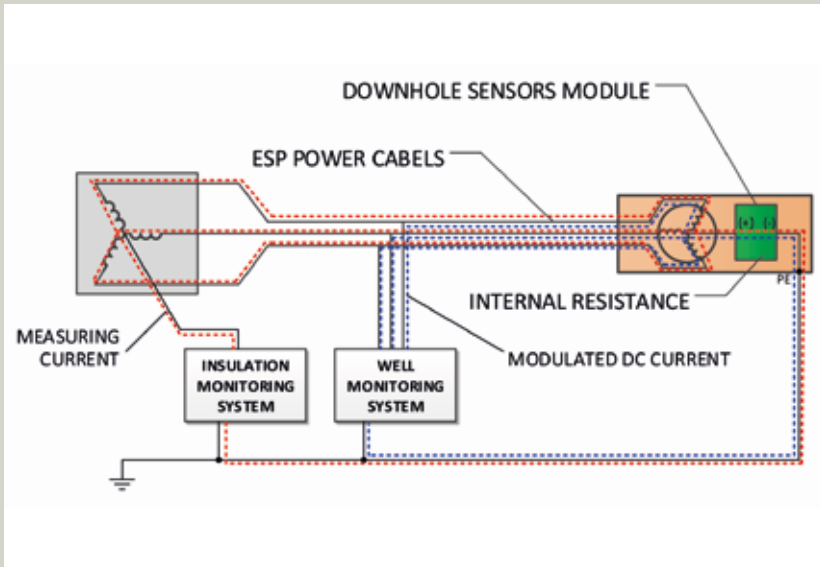 DOWNHOLE SENSORS MODULE
ESP POWER CABELS
(+) (-)
PE
INTERNAL RESISTANCE
MEASURING
CURRENT
MODULATED DC CURRENT
INSULATION
MONITORING
SYSTEM
WELL
MONITORING
SYSTEM